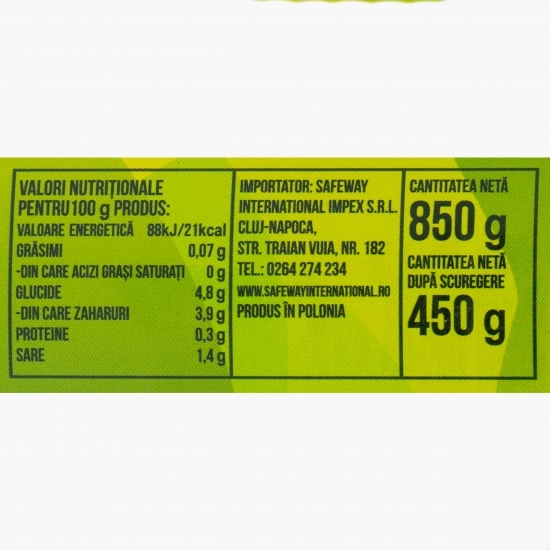 VALORI NUTRIȚIONALE
PENTRU 100 g PRODUS:
VALOARE ENERGETICĂ 88kJ/21kcal
GRĂSIMI 0,07 g
-DIN CARE ACIZI GRAȘI SATURAȚI 0 g
GLUCIDE 4,8 g
-DIN CARE ZAHARURI 3,9 g
PROTEINE 0,3 g
SARE 1,4 g
IMPORTATOR: SAFEWAY
INTERNATIONAL IMPEX S.R.L.
CLUJ-NAPOCA,
STR. TRAIAN VUIA, NR. 182
TEL.: 0264 274 234
WWW.SAFEWAYINTERNATIONAL.RO
PRODUS ÎN POLONIA
CANTITATEA NETĂ
850 g
CANTITATEA NETĂ
DUPĂ SCUREGERE
450 g